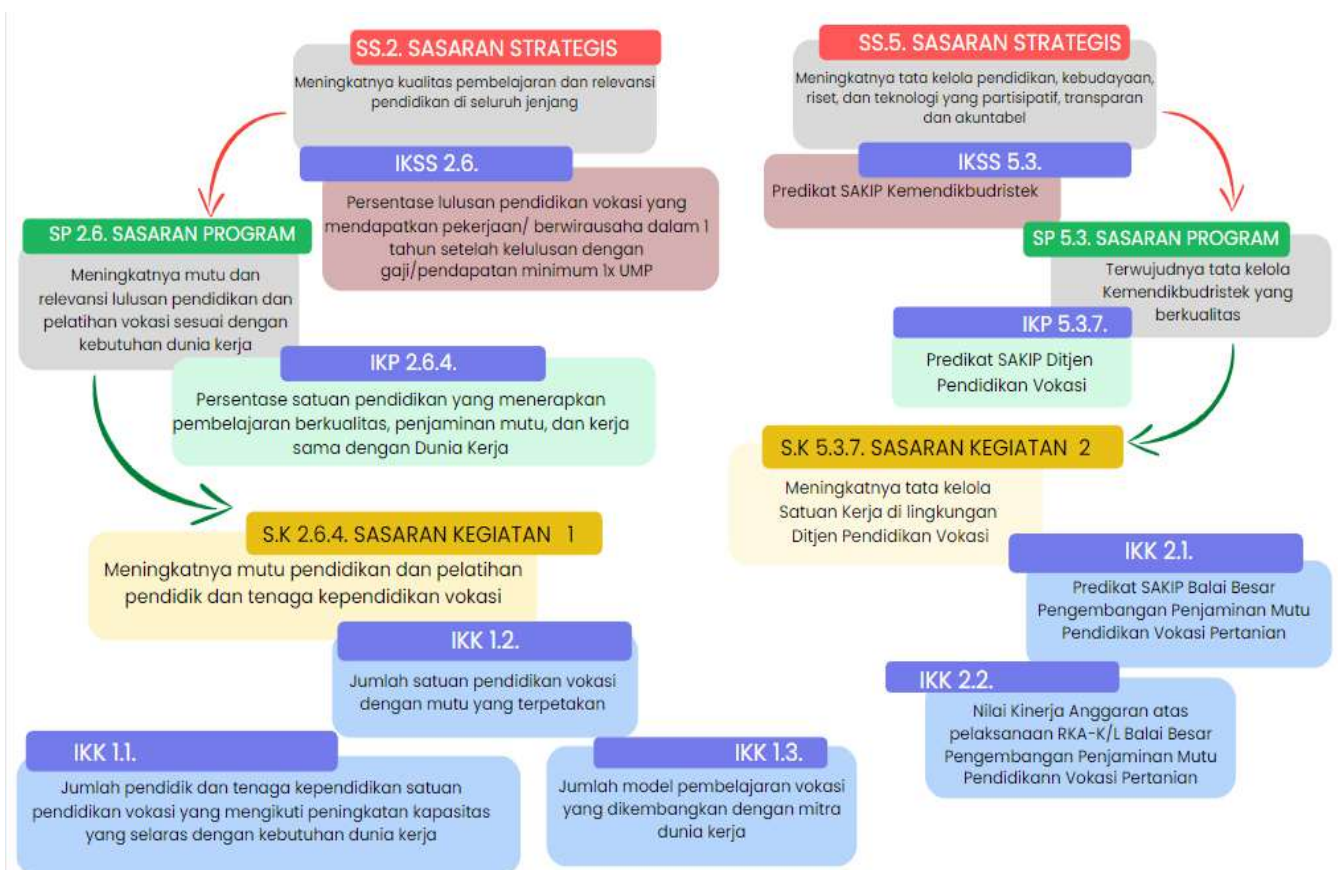 SS.2. SASARAN STRATEGIS
Meningkatnya kualitas pembelajaran dan relevansi
pendidikan di seluruh jenjang
IKSS 2.6.
Persentase lulusan pendidikan vokasi yang
mendapatkan pekerjaan/ berwirausaha dalam 1
tahun setelah kelulusan dengan
gaji/pendapatan minimum 1x UMP
SP 2.6. SASARAN PROGRAM
Meningkatnya mutu dan
relevansi lulusan pendidikan dan
pelatihan vokasi sesuai dengan
kebutuhan dunia kerja
IKP 2.6.4.
Persentase satuan pendidikan yang menerapkan
pembelajaran berkualitas, penjaminan mutu, dan kerja
sama dengan Dunia Kerja
S.K 2.6.4. SASARAN KEGIATAN 1
Meningkatnya mutu pendidikan dan pelatihan
pendidik dan tenaga kependidikan vokasi
IKK 1.2.
Jumlah satuan pendidikan vokasi
dengan mutu yang terpetakan
IKK 1.1.
Jumlah pendidik dan tenaga kependidikan satuan
pendidikan vokasi yang mengikuti peningkatan kapasitas
yang selaras dengan kebutuhan dunia kerja
IKK 1.3.
Jumlah model pembelajaran vokasi
yang dikembangkan dengan mitra
dunia kerja
SS.5. SASARAN STRATEGIS
Meningkatnya tata kelola pendidikan, kebudayaan,
riset, dan teknologi yang partisipatif, transparan
dan akuntabel
IKSS 5.3.
Predikat SAKIP Kemendikbudristek
SP 5.3. SASARAN PROGRAM
Terwujudnya tata kelola
Kemendikbudristek yang
berkualitas
IKP 5.3.7.
Predikat SAKIP Ditjen
Pendidikan Vokasi
S.K 5.3.7. SASARAN KEGIATAN 2
Meningkatnya tata kelola
Satuan Kerja di lingkungan
Ditjen Pendidikan Vokasi
IKK 2.1.
Predikat SAKIP Balai Besar
Pengembangan Penjaminan Mutu
Pendidikan Vokasi Pertanian
IKK 2.2.
Nilai Kinerja Anggaran atas
pelaksanaan RKA-K/L Balai Besar
Pengembangan Penjaminan Mutu
Pendidikann Vokasi Pertanian